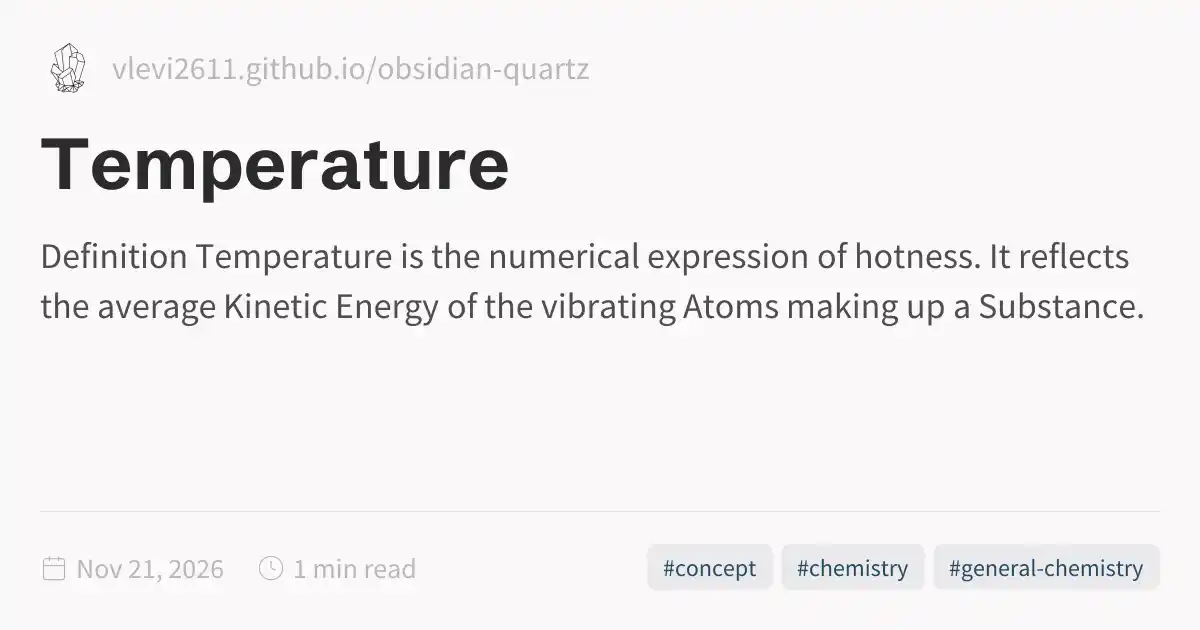 vlevi2611.github.io/obsidian-quartz
Temperature
Definition Temperature is the numerical expression of hotness. It reflects
the average Kinetic Energy of the vibrating Atoms making up a Substance.
Nov 21, 2026 1 min read #concept #chemistry #general-chemistry